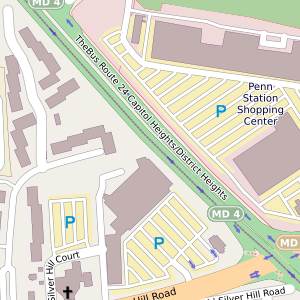 MD 4
TheBus Route 24;Capitol Heights/District Heights
P
Penn
Station
Shopping
Center
MD 4
P
P
MD
Silver Hill Court
Hill Road
Silver Hill Road